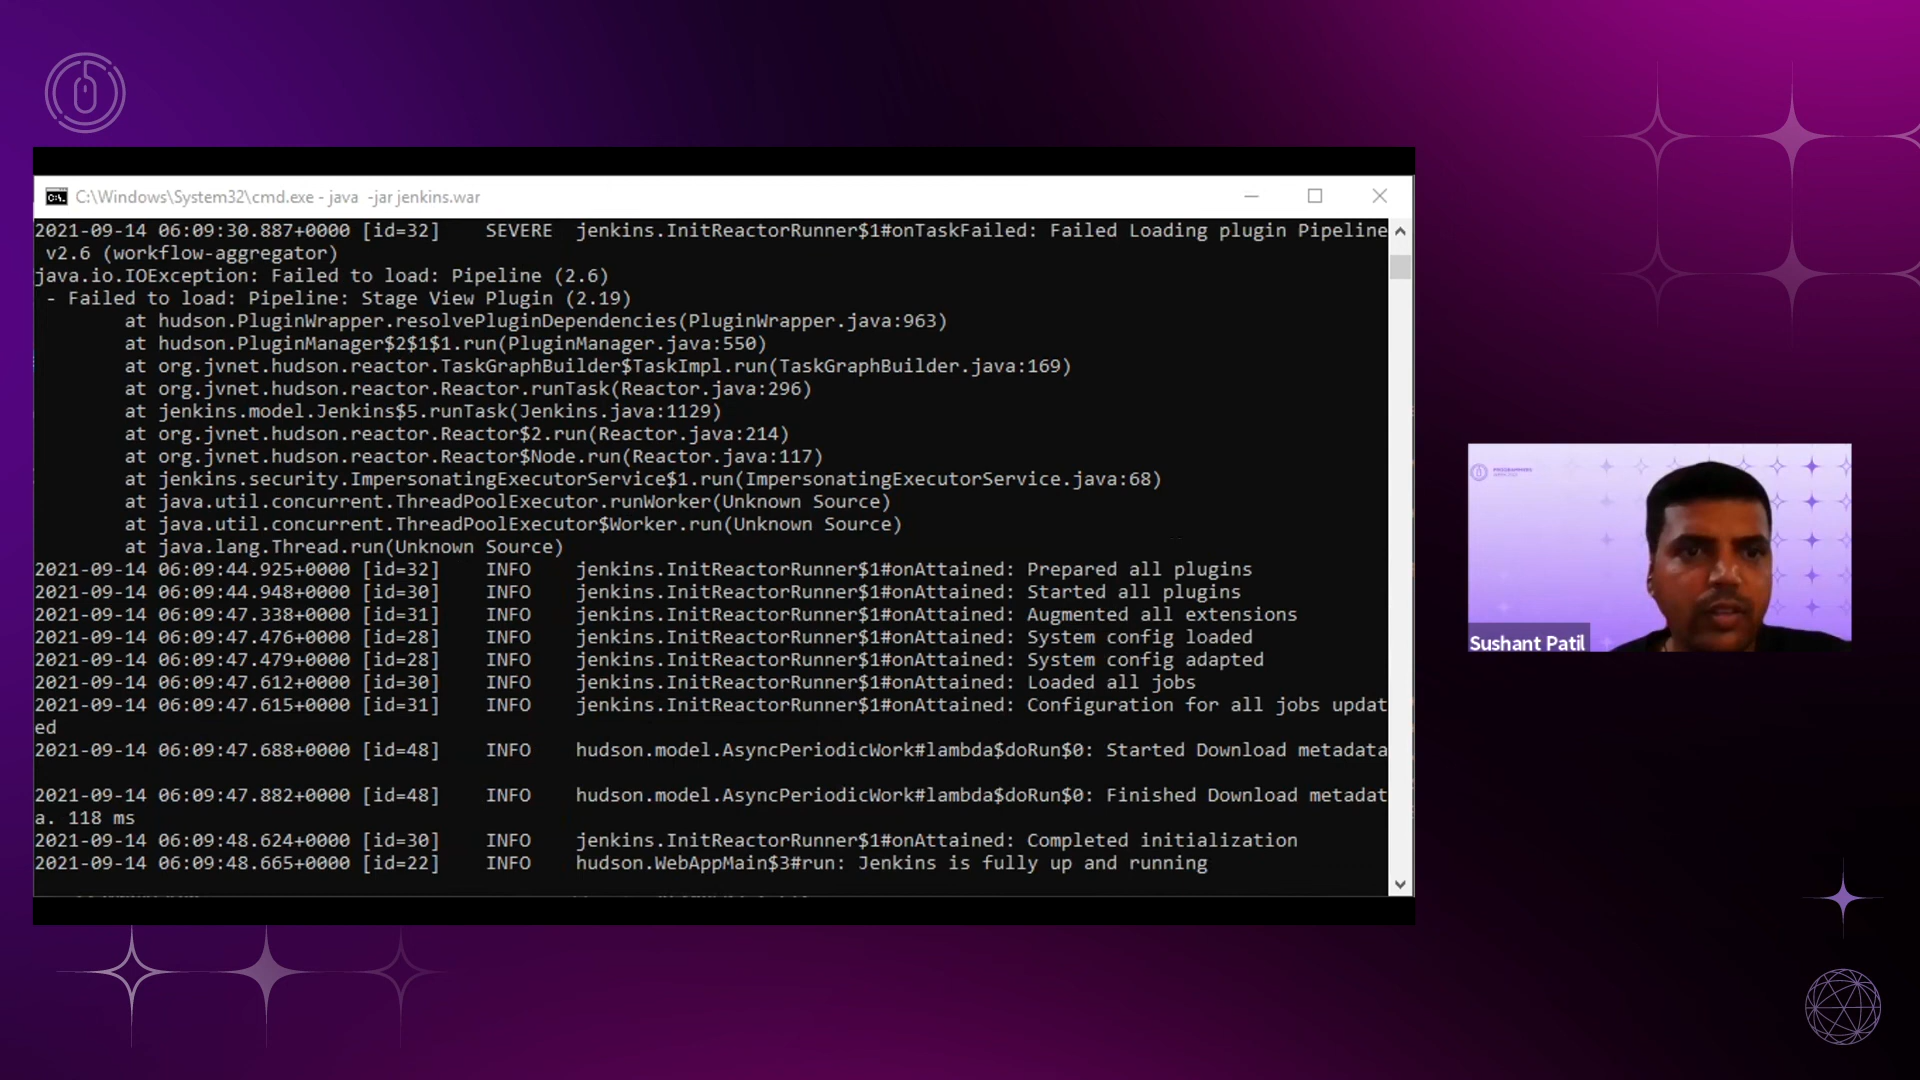 C:\Windows\System32\cmd.exe - java  -jar jenkins.war
2021-09-14 06:09:30.887+0000 [id=32]    SEVERE  jenkins.InitReactorRunner$1#onTaskFailed: Failed Loading plugin Pipeline
 v2.6 (workflow-aggregator)
java.io.IOException: Failed to load: Pipeline (2.6)
 - Failed to load: Pipeline: Stage View Plugin (2.19)
        at hudson.PluginWrapper.resolvePluginDependencies(PluginWrapper.java:963)
        at hudson.PluginManager$2$1$1.run(PluginManager.java:550)
        at org.jvnet.hudson.reactor.TaskGraphBuilder$TaskImpl.run(TaskGraphBuilder.java:169)
        at org.jvnet.hudson.reactor.Reactor.runTask(Reactor.java:296)
        at jenkins.model.Jenkins$5.runTask(Jenkins.java:1129)
        at org.jvnet.hudson.reactor.Reactor$2.run(Reactor.java:214)
        at org.jvnet.hudson.reactor.Reactor$Node.run(Reactor.java:117)
        at jenkins.security.ImpersonatingExecutorService$1.run(ImpersonatingExecutorService.java:68)
        at java.util.concurrent.ThreadPoolExecutor.runWorker(Unknown Source)
        at java.util.concurrent.ThreadPoolExecutor$Worker.run(Unknown Source)
        at java.lang.Thread.run(Unknown Source)
2021-09-14 06:09:44.925+0000 [id=32]    INFO    jenkins.InitReactorRunner$1#onAttained: Prepared all plugins
2021-09-14 06:09:44.948+0000 [id=30]    INFO    jenkins.InitReactorRunner$1#onAttained: Started all plugins
2021-09-14 06:09:47.338+0000 [id=31]    INFO    jenkins.InitReactorRunner$1#onAttained: Augmented all extensions
2021-09-14 06:09:47.476+0000 [id=28]    INFO    jenkins.InitReactorRunner$1#onAttained: System config loaded
2021-09-14 06:09:47.479+0000 [id=28]    INFO    jenkins.InitReactorRunner$1#onAttained: System config adapted
2021-09-14 06:09:47.612+0000 [id=30]    INFO    jenkins.InitReactorRunner$1#onAttained: Loaded all jobs
2021-09-14 06:09:47.615+0000 [id=31]    INFO    jenkins.InitReactorRunner$1#onAttained: Configuration for all jobs updat
ed
2021-09-14 06:09:47.688+0000 [id=48]    INFO    hudson.model.AsyncPeriodicWork#lambda$doRun$0: Started Download metadata
2021-09-14 06:09:47.882+0000 [id=48]    INFO    hudson.model.AsyncPeriodicWork#lambda$doRun$0: Finished Download metadat
a. 118 ms
2021-09-14 06:09:48.624+0000 [id=30]    INFO    jenkins.InitReactorRunner$1#onAttained: Completed initialization
2021-09-14 06:09:48.665+0000 [id=22]    INFO    hudson.WebAppMain$3#run: Jenkins is fully up and running
Sushant Patil